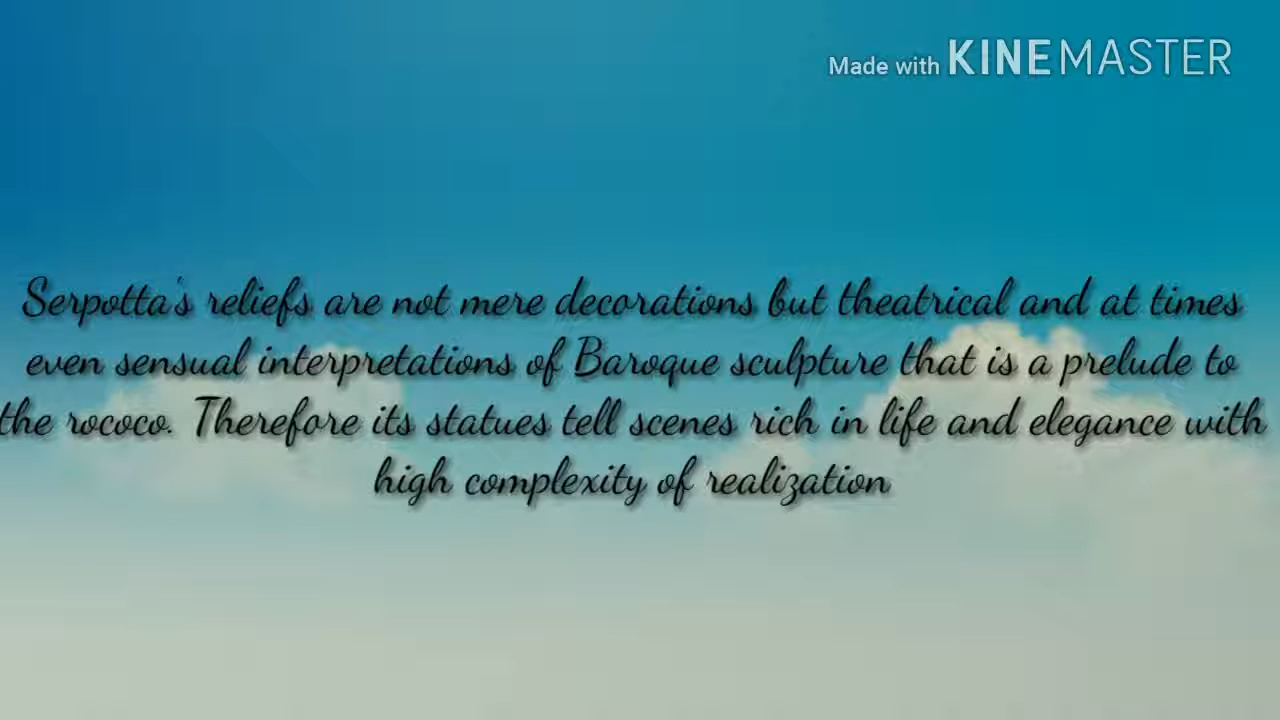 Made with KINEMASTER
Serpotta's reliefs are not mere decorations but theatrical and at times
even sensual interpretations of Baroque sculpture that is a prelude to
the rococo. Therefore its statues tell scenes rich in life and elegance with
high complexity of realization